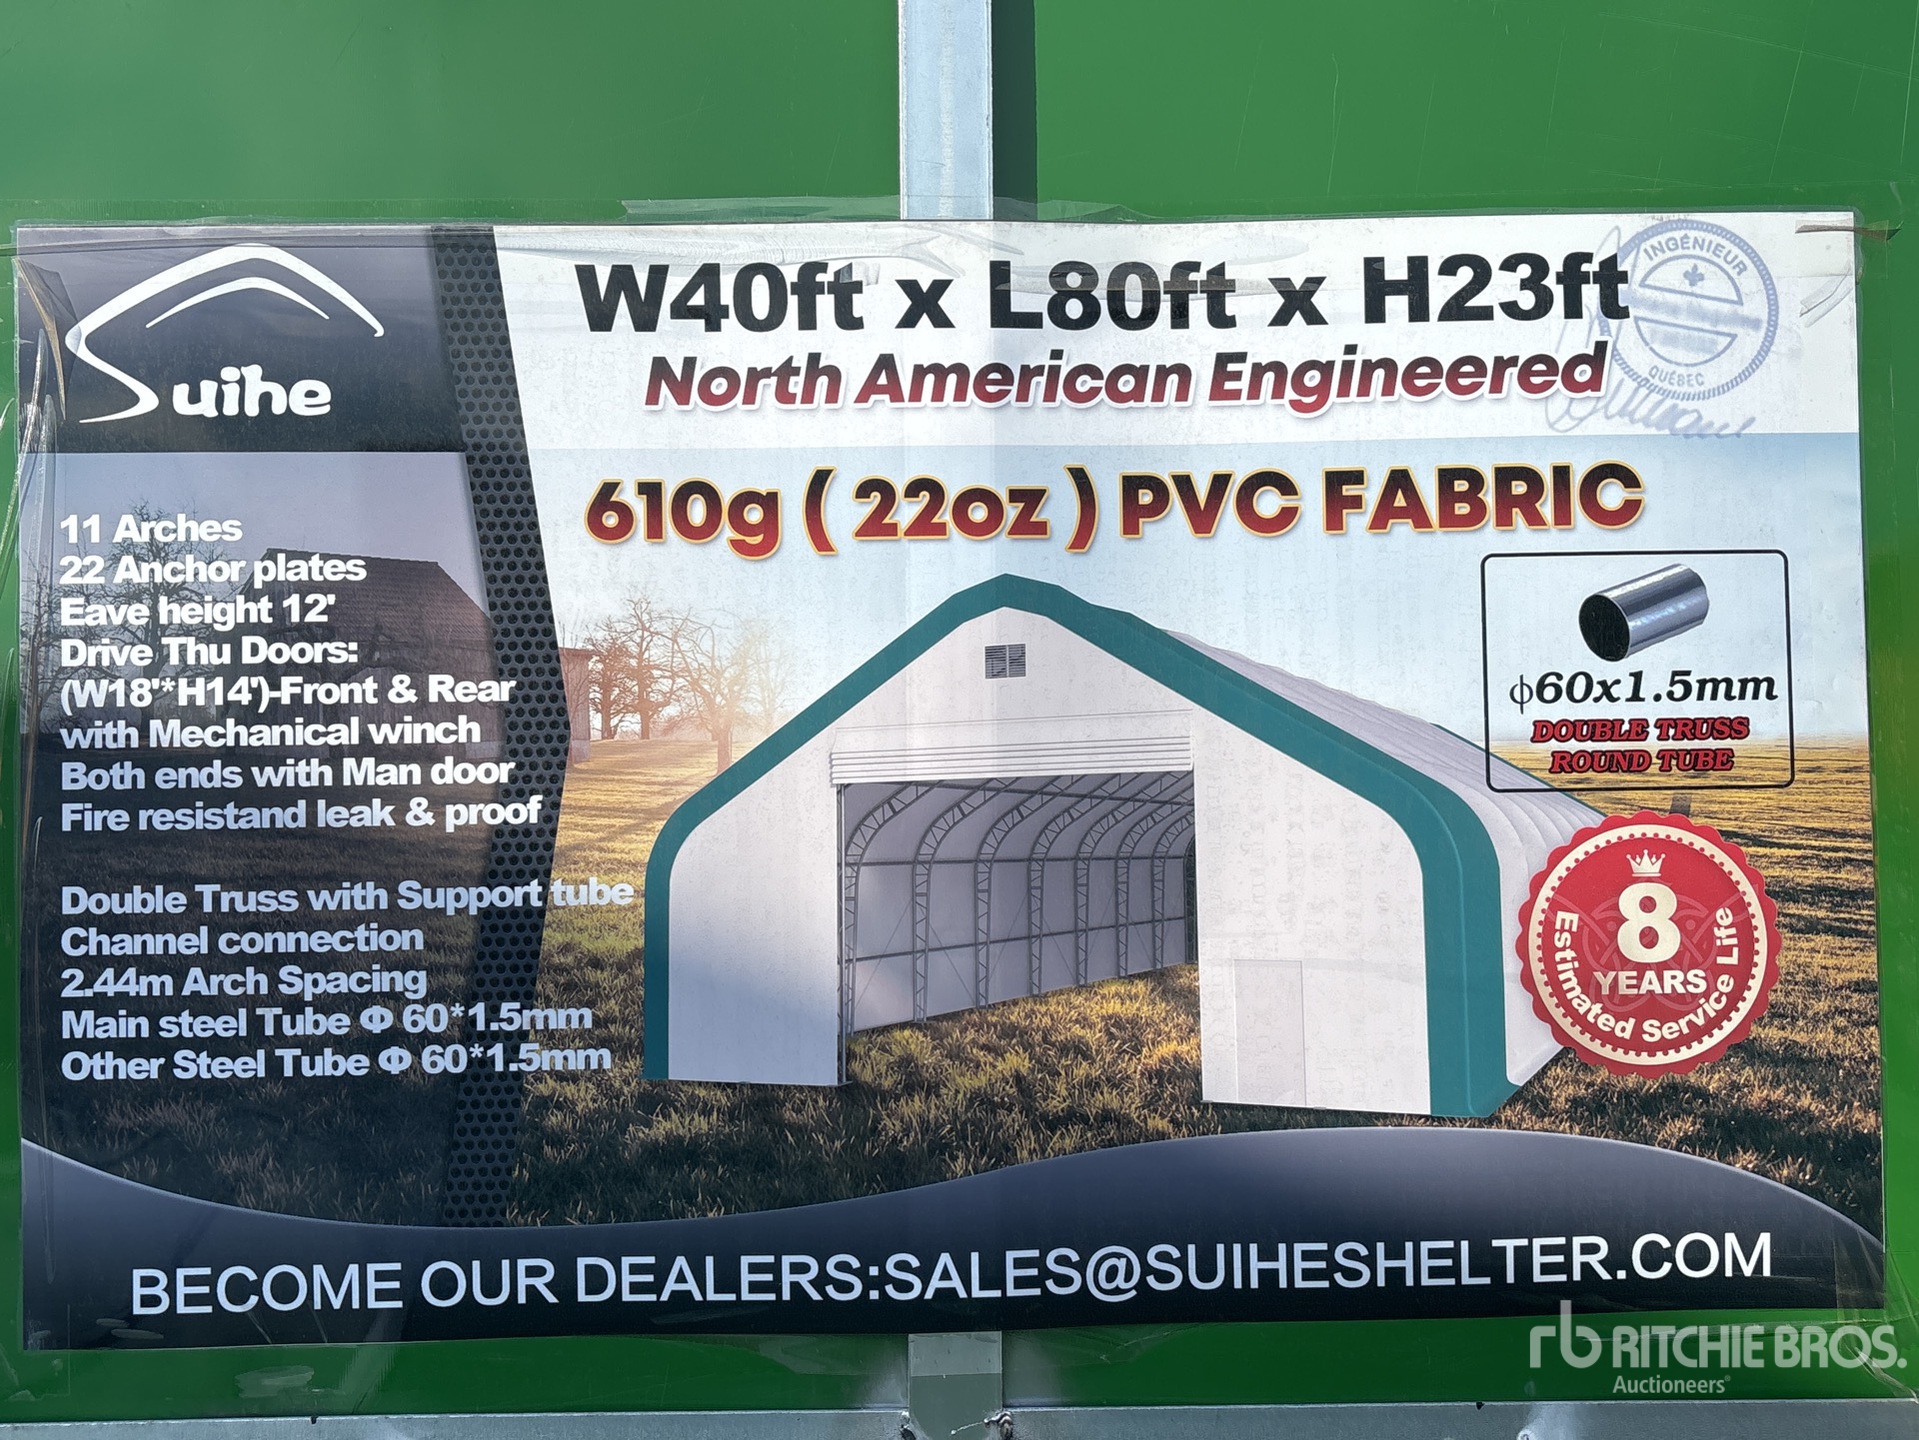 Suihe
W40ft x L80ft x H23ft
North American Engineered
INGÉNIEUR
QUÉBEC
610g ( 22oz ) PVC FABRIC
11 Arches
22 Anchor plates
Eave height 12'
Drive Thu Doors:
(W18'*H14')-Front & Rear
with Mechanical winch
Both ends with Man door
Fire resistand leak & proof
Double Truss with Support tube
Channel connection
2.44m Arch Spacing
Main steel Tube Φ 60*1.5mm
Other Steel Tube Φ 60*1.5mm
ϕ60x1.5mm
DOUBLE TRUSS
ROUND TUBE
8
YEARS
Estimated Service Life
BECOME OUR DEALERS:SALES@SUIHESHELTER.COM
rb RITCHIE BROS.
Auctioneers®